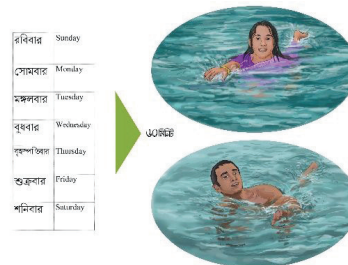 রবিবার Sunday
সোমবার Monday
মঙ্গলবার Tuesday
বুধবার Wednesday
বৃহস্পতিবার Thursday
শুক্রবার Friday
শনিবার Saturday